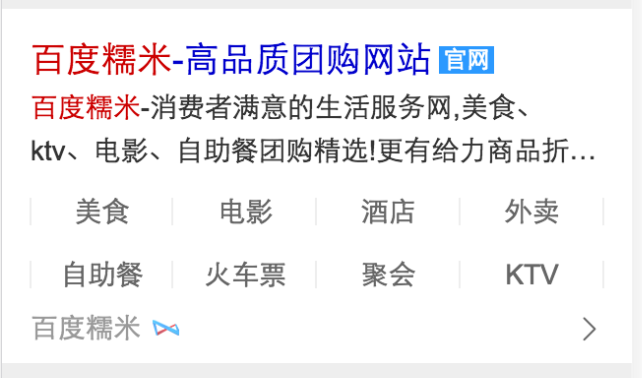 百度糯米-高品质团购网站 官网
百度糯米-消费者满意的生活服务网,美食、
ktv、电影、自助餐团购精选!更有给力商品折...
美食 电影 酒店 外卖
自助餐 火车票 聚会 KTV
百度糯米